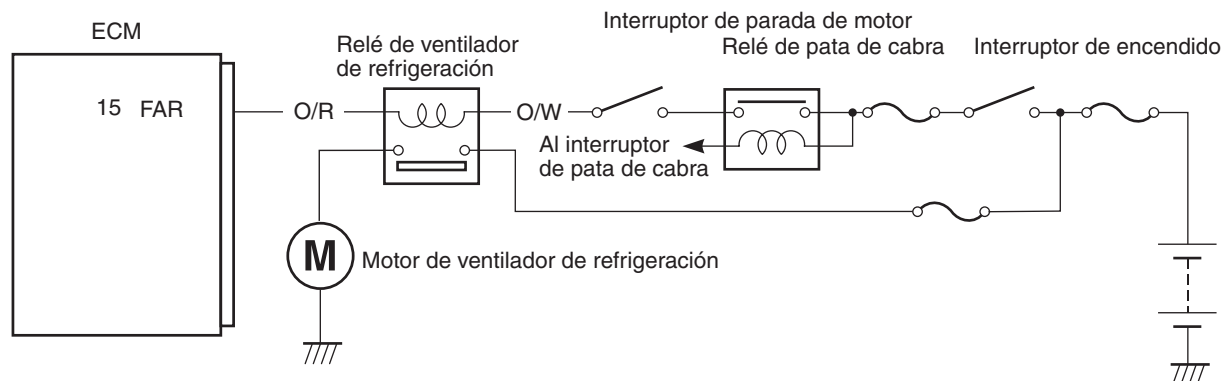 ECM
15 FAR
O/R
Relé de ventilador
de refrigeración
O/W
Interruptor de parada de motor
Relé de pata de cabra
Interruptor de encendido
Al interruptor
de pata de cabra
M
Motor de ventilador de refrigeración